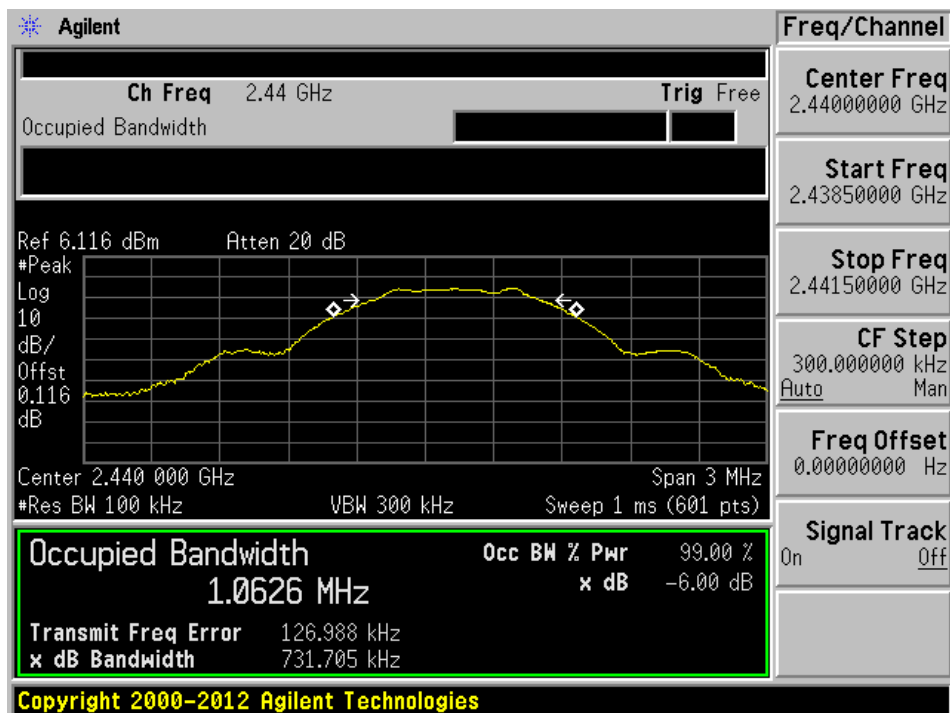 Agilent
Freq/Channel
Ch Freq 2.44 GHz Trig Free
Occupied Bandwidth
Center Freq
2.44000000 GHz
Start Freq
2.43850000 GHz
Stop Freq
2.44150000 GHz
CF Step
300.000000 kHz
Auto Man
Freq Offset
0.00000000 Hz
Signal Track
On Off
Ref 6.116 dBm Atten 20 dB
#Peak
Log
10
dB/
Offst
0.116
dB
Center 2.440 000 GHz Span 3 MHz
#Res BW 100 kHz VBW 300 kHz Sweep 1 ms (601 pts)
Occupied Bandwidth Occ BW % Pwr 99.00 %
1.0626 MHz x dB -6.00 dB
Transmit Freq Error 126.988 kHz
x dB Bandwidth 731.705 kHz
Copyright 2000-2012 Agilent Technologies